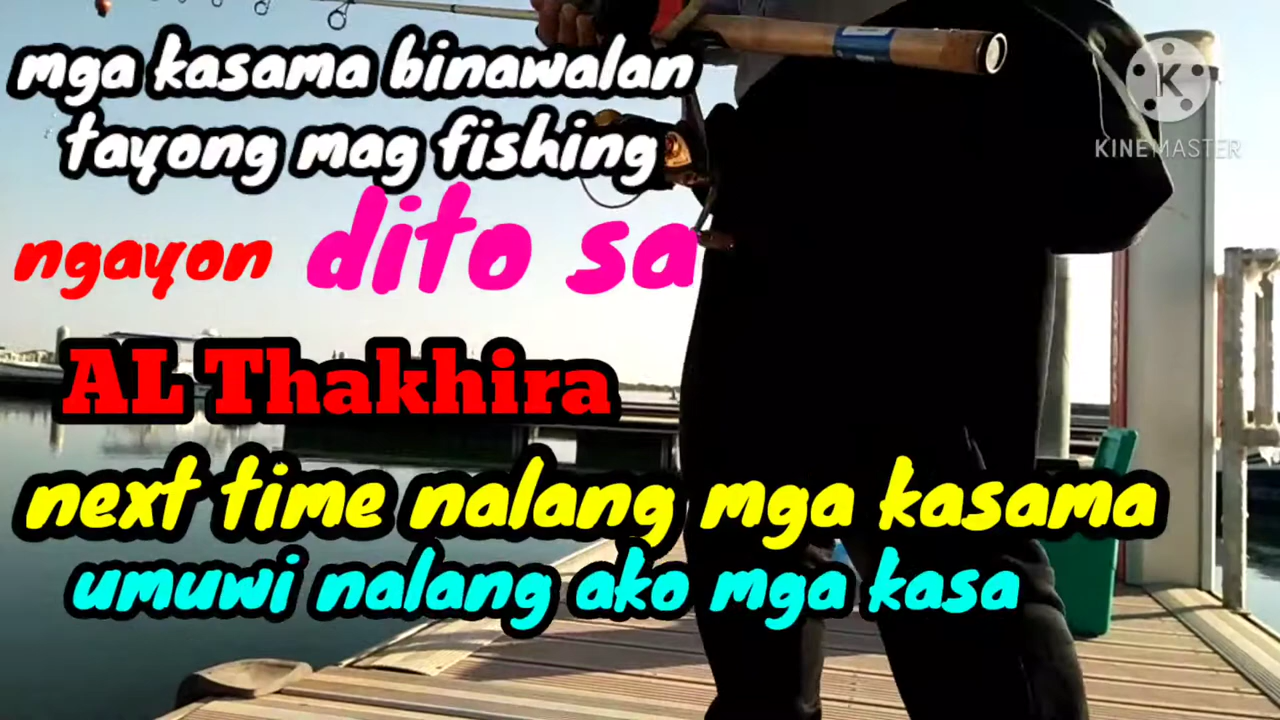 mga kasama binawalan
tayong mag fishing
ngayon dito sa
AL Thakhira
next time nalang mga kasama
umuwi nalang ako mga kasa
K
KINEMASTER